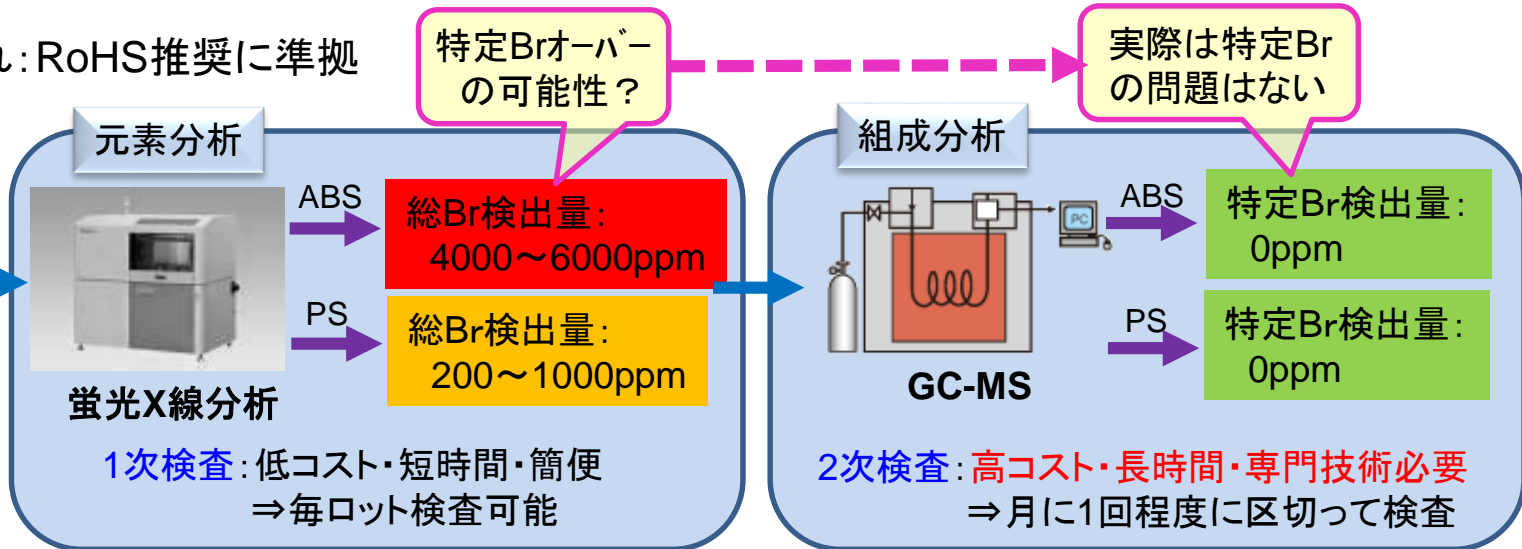 れ：RoHS推奨に準拠
特定Brｵｰﾊﾞｰ
の可能性？
実際は特定Br
の問題はない
元素分析
ABS
総Br検出量：
4000～6000ppm
PS
総Br検出量：
200～1000ppm
蛍光X線分析
1次検査：低コスト・短時間・簡便
⇒毎ロット検査可能
組成分析
PC
ABS
特定Br検出量：
0ppm
PS
特定Br検出量：
0ppm
GC-MS
2次検査：高コスト・長時間・専門技術必要
⇒月に1回程度に区切って検査